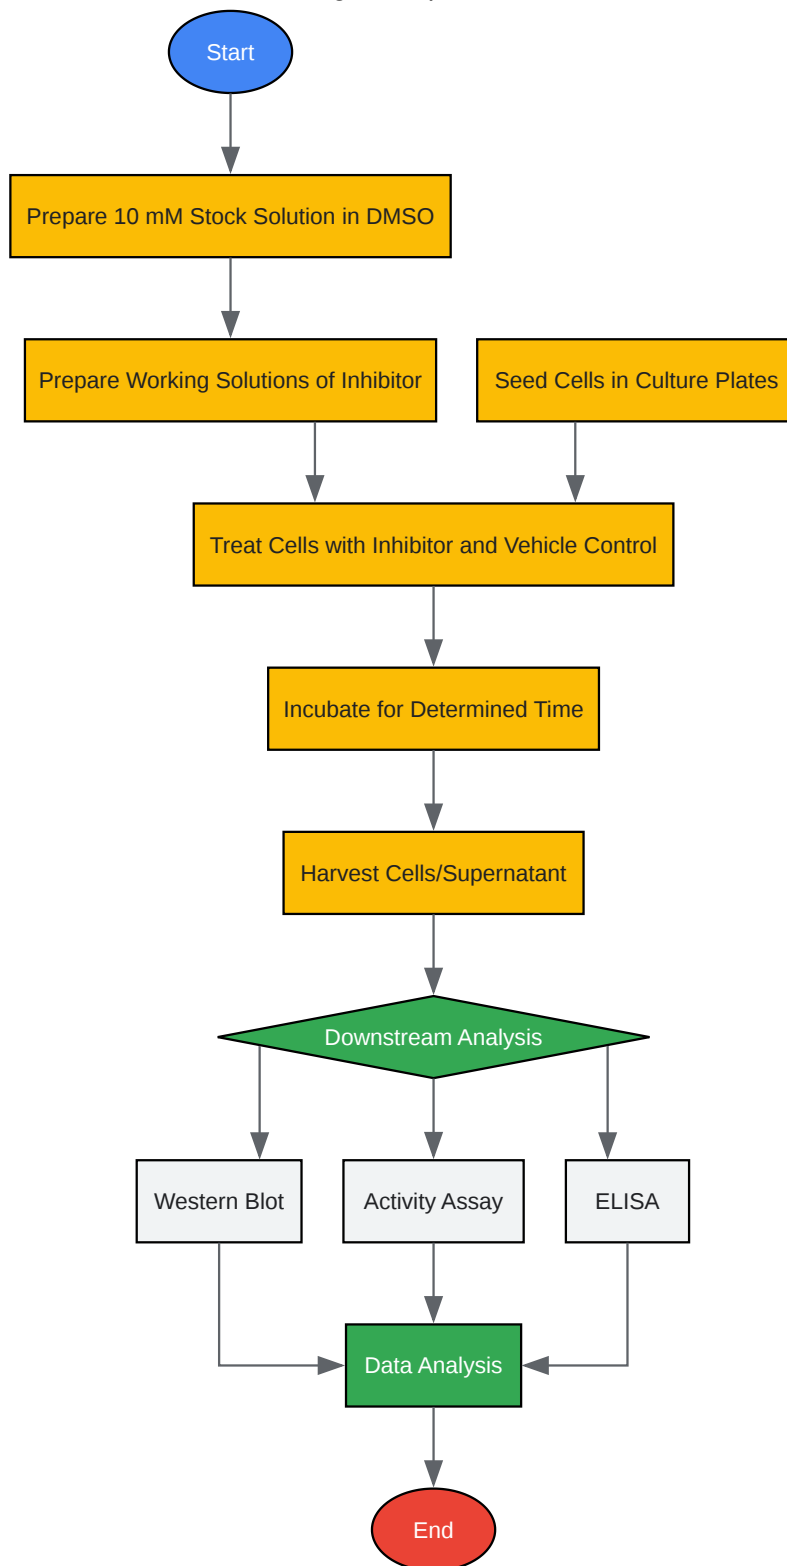 Start
Prepare 10 mM Stock Solution in DMSO
Prepare Working Solutions of Inhibitor
Seed Cells in Culture Plates
Treat Cells with Inhibitor and Vehicle Control
Incubate for Determined Time
Harvest Cells/Supernatant
Downstream Analysis
Western Blot
Activity Assay
ELISA
Data Analysis
End